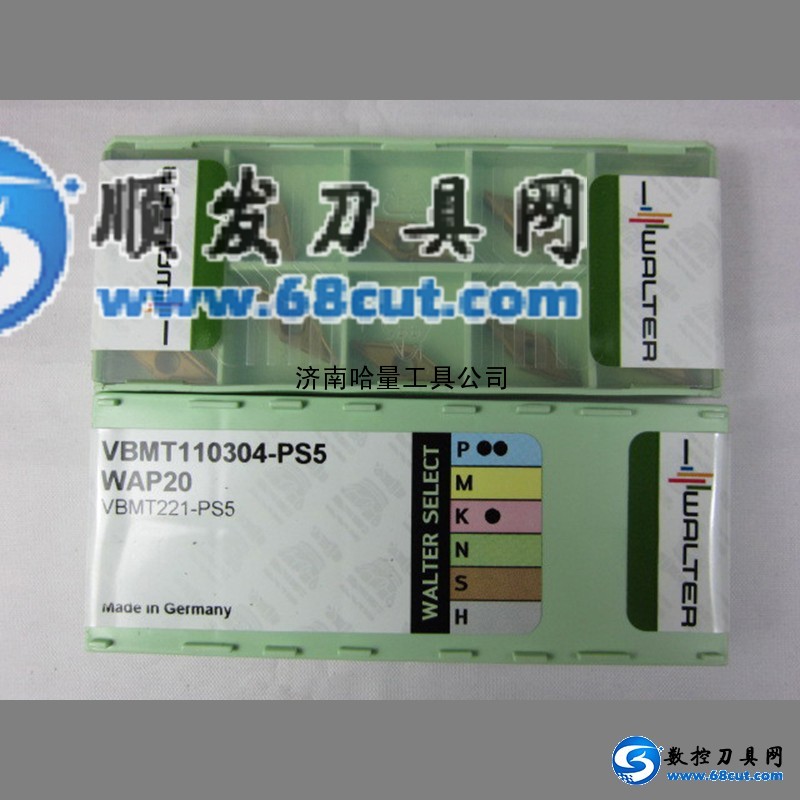 顺发刀具网
www.68cut.com
WALTER
济南哈量工具公司
VBMT110304-PS5
WAP20
VBMT221-PS5
Made in Germany
WALTER SELECT
P
M
K
N
S
H
WALTER
数控刀具网
www.68cut.com